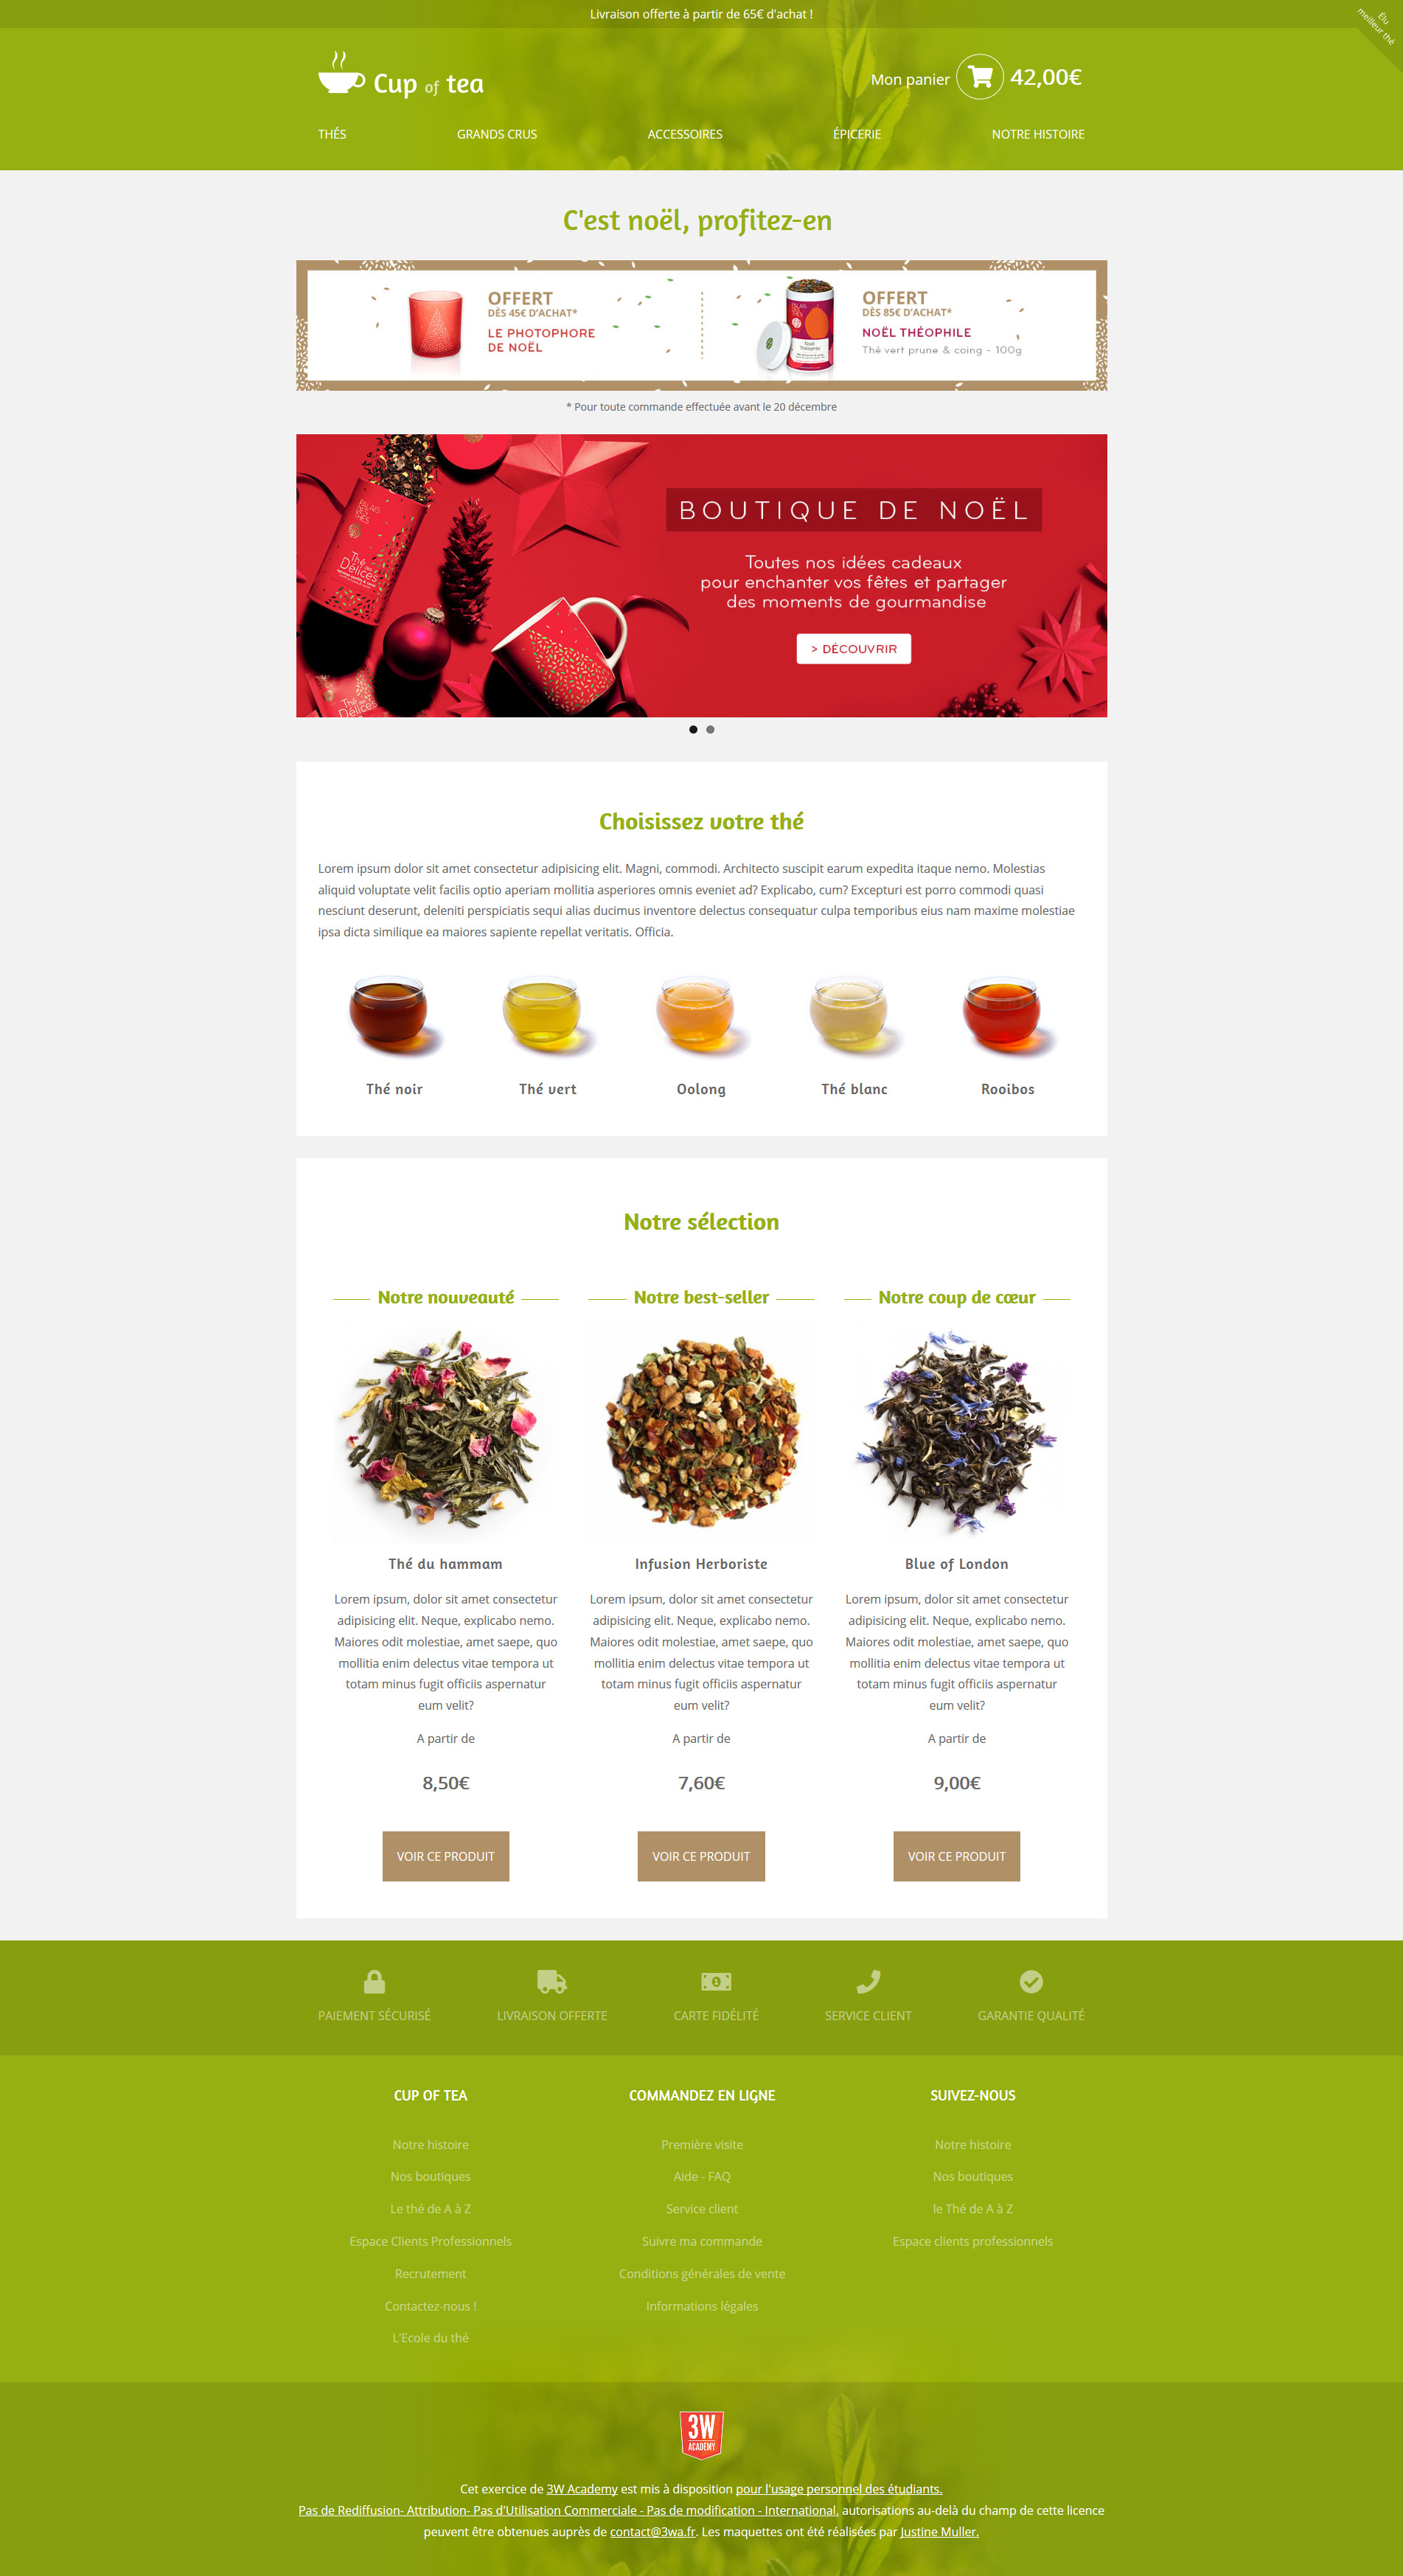 Livraison offerte à partir de 65€ d'achat !
Élu
meilleur thé
Cup of tea
Mon panier 42,00€
THÉS GRANDS CRUS ACCESSOIRES ÉPICERIE NOTRE HISTOIRE
C'est noël, profitez-en
OFFERT
DÈS 45€ D'ACHAT*
LE PHOTOPHORE
DE NOËL
OFFERT
DÈS 85€ D'ACHAT*
NOËL THÉOPHILE
Thé vert prune & coing - 100g
* Pour toute commande effectuée avant le 20 décembre
PALAIS DES THÉS
Thé des Délices
Thé des Délices
BOUTIQUE DE NOËL
Toutes nos idées cadeaux
pour enchanter vos fêtes et partager
des moments de gourmandise
> DÉCOUVRIR
Choisissez votre thé
Lorem ipsum dolor sit amet consectetur adipisicing elit. Magni, commodi. Architecto suscipit earum expedita itaque nemo. Molestias
aliquid voluptate velit facilis optio aperiam mollitia asperiores omnis eveniet ad? Explicabo, cum? Excepturi est porro commodi quasi
nesciunt deserunt, deleniti perspiciatis sequi alias ducimus inventore delectus consequatur culpa temporibus eius nam maxime molestiae
ipsa dicta similique ea maiores sapiente repellat veritatis. Officia.
Thé noir Thé vert Oolong Thé blanc Rooibos
Notre sélection
Notre nouveauté
Thé du hammam
Lorem ipsum, dolor sit amet consectetur
adipisicing elit. Neque, explicabo nemo.
Maiores odit molestiae, amet saepe, quo
mollitia enim delectus vitae tempora ut
totam minus fugit officiis aspernatur
eum velit?
A partir de
8,50€
VOIR CE PRODUIT
Notre best-seller
Infusion Herboriste
Lorem ipsum, dolor sit amet consectetur
adipisicing elit. Neque, explicabo nemo.
Maiores odit molestiae, amet saepe, quo
mollitia enim delectus vitae tempora ut
totam minus fugit officiis aspernatur
eum velit?
A partir de
7,60€
VOIR CE PRODUIT
Notre coup de cœur
Blue of London
Lorem ipsum, dolor sit amet consectetur
adipisicing elit. Neque, explicabo nemo.
Maiores odit molestiae, amet saepe, quo
mollitia enim delectus vitae tempora ut
totam minus fugit officiis aspernatur
eum velit?
A partir de
9,00€
VOIR CE PRODUIT
PAIEMENT SÉCURISÉ LIVRAISON OFFERTE CARTE FIDÉLITÉ SERVICE CLIENT GARANTIE QUALITÉ
CUP OF TEA
Notre histoire
Nos boutiques
Le thé de A à Z
Espace Clients Professionnels
Recrutement
Contactez-nous !
L'Ecole du thé
COMMANDEZ EN LIGNE
Première visite
Aide - FAQ
Service client
Suivre ma commande
Conditions générales de vente
Informations légales
SUIVEZ-NOUS
Notre histoire
Nos boutiques
le Thé de A à Z
Espace clients professionnels
3W
ACADEMY
Cet exercice de 3W Academy est mis à disposition pour l'usage personnel des étudiants.
Pas de Rediffusion- Attribution- Pas d'Utilisation Commerciale - Pas de modification - International. autorisations au-delà du champ de cette licence
peuvent être obtenues auprès de contact@3wa.fr. Les maquettes ont été réalisées par Justine Muller.